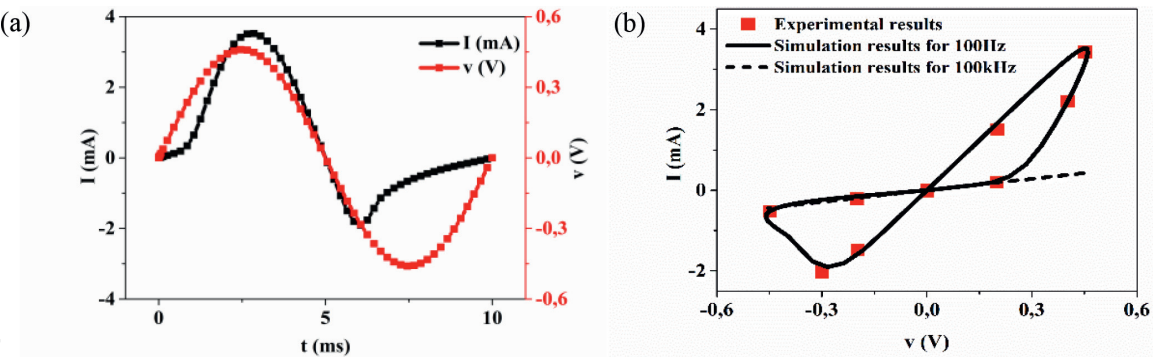 (a)
4
2
0
-2
-4
I (mA)
0
5
10
t (ms)
0,6
0,3
0,0
-0,3
-0,6
v (V)
I (mA)
v (V)
(b)
Experimental results
Simulation results for 100Hz
Simulation results for 100kHz
4
2
0
-2
I (mA)
-0,6
-0,3
0,0
0,3
0,6
v (V)